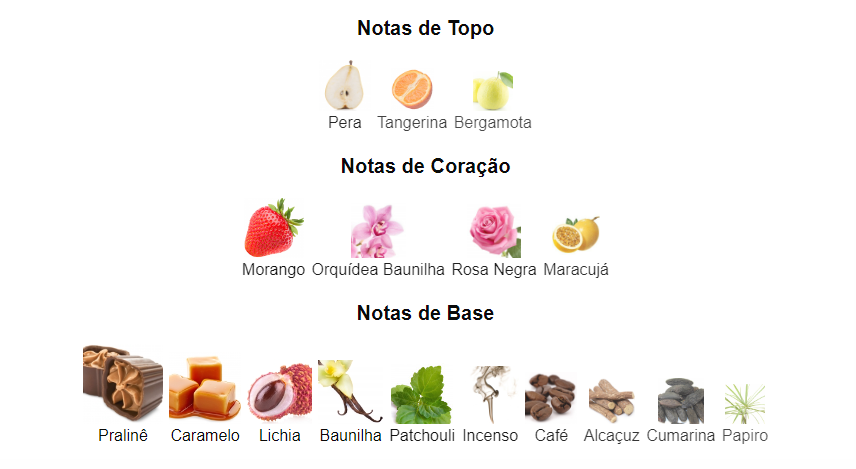 Notas de Topo
Pera Tangerina Bergamota
Notas de Coração
Morango Orquídea Baunilha Rosa Negra Maracujá
Notas de Base
Pralinê Caramelo Lichia Baunilha Patchouli Incenso Café Alcaçuz Cumarina Papiro